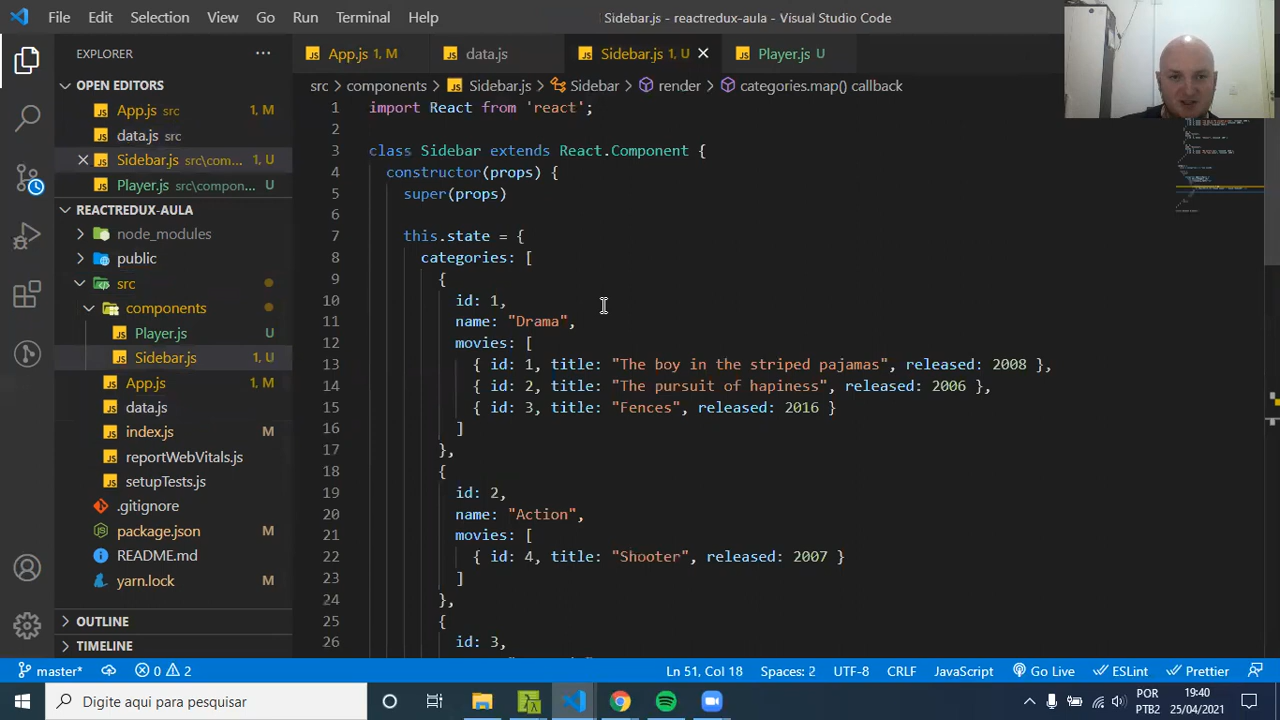 File Edit Selection View Go Run Terminal Help
Sidebar.js - reactredux-aula - Visual Studio Code
EXPLORER
App.js 1, M
data.js
Sidebar.js 1, U
Player.js U
OPEN EDITORS
App.js src 1, M
data.js src
Sidebar.js src\com... 1, U
Player.js src\compon... U
REACTREDUX-AULA
node_modules
public
src
components
Player.js U
Sidebar.js 1, U
App.js 1, M
data.js
index.js M
reportWebVitals.js
setupTests.js
.gitignore
package.json M
README.md
yarn.lock M
OUTLINE
TIMELINE
src > components > Sidebar.js > Sidebar > render > categories.map() callback
1 import React from 'react';
2
3 class Sidebar extends React.Component {
4 constructor(props) {
5 super(props)
6
7 this.state = {
8 categories: [
9 {
10 id: 1,
11 name: "Drama",
12 movies: [
13 { id: 1, title: "The boy in the striped pajamas", released: 2008 },
14 { id: 2, title: "The pursuit of hapiness", released: 2006 },
15 { id: 3, title: "Fences", released: 2016 }
16 ]
17 },
18 {
19 id: 2,
20 name: "Action",
21 movies: [
22 { id: 4, title: "Shooter", released: 2007 }
23 ]
24 },
25 {
26 id: 3,
master* 0 2
Ln 51, Col 18 Spaces: 2 UTF-8 CRLF JavaScript Go Live ESLint Prettier
Digite aqui para pesquisar
POR
PTB2
19:40
25/04/2021